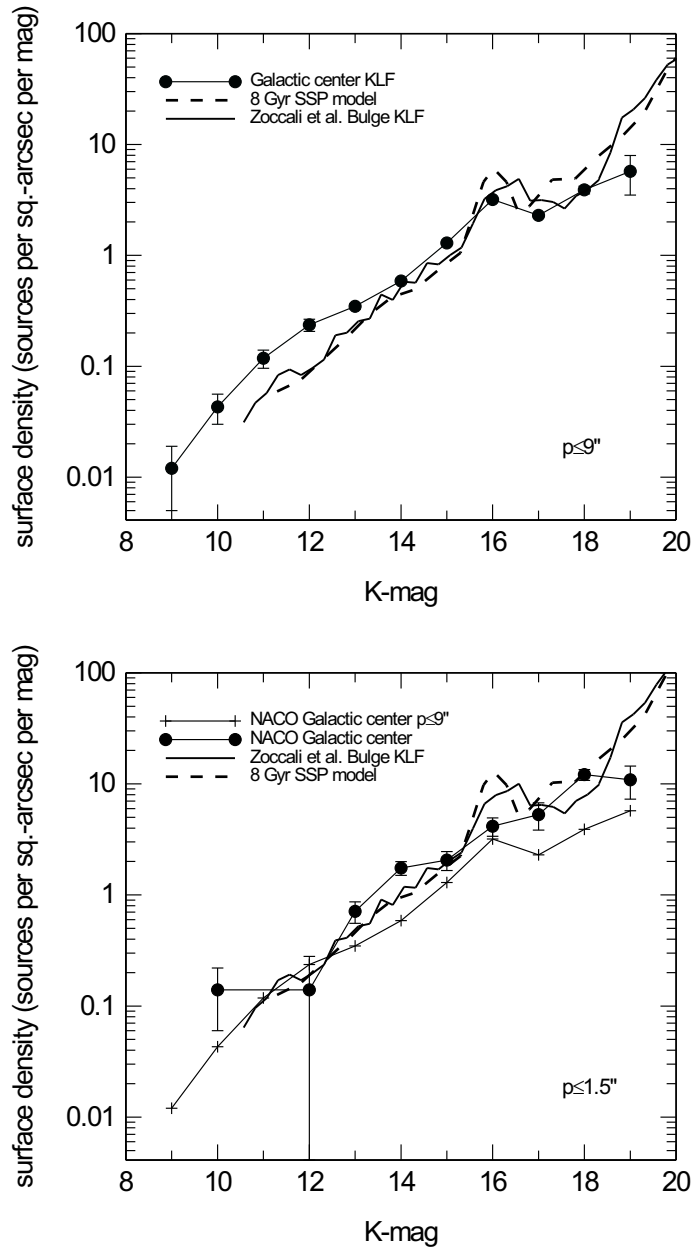 100
10
1
0.1
0.01
surface density (sources per sq.-arcsec per mag)
Galactic center KLF
8 Gyr SSP model
Zoccali et al. Bulge KLF
p≤9"
8 10 12 14 16 18 20
K-mag
100
10
1
0.1
0.01
surface density (sources per sq.-arcsec per mag)
NACO Galactic center p≤9"
NACO Galactic center
Zoccali et al. Bulge KLF
8 Gyr SSP model
p≤1.5"
8 10 12 14 16 18 20
K-mag